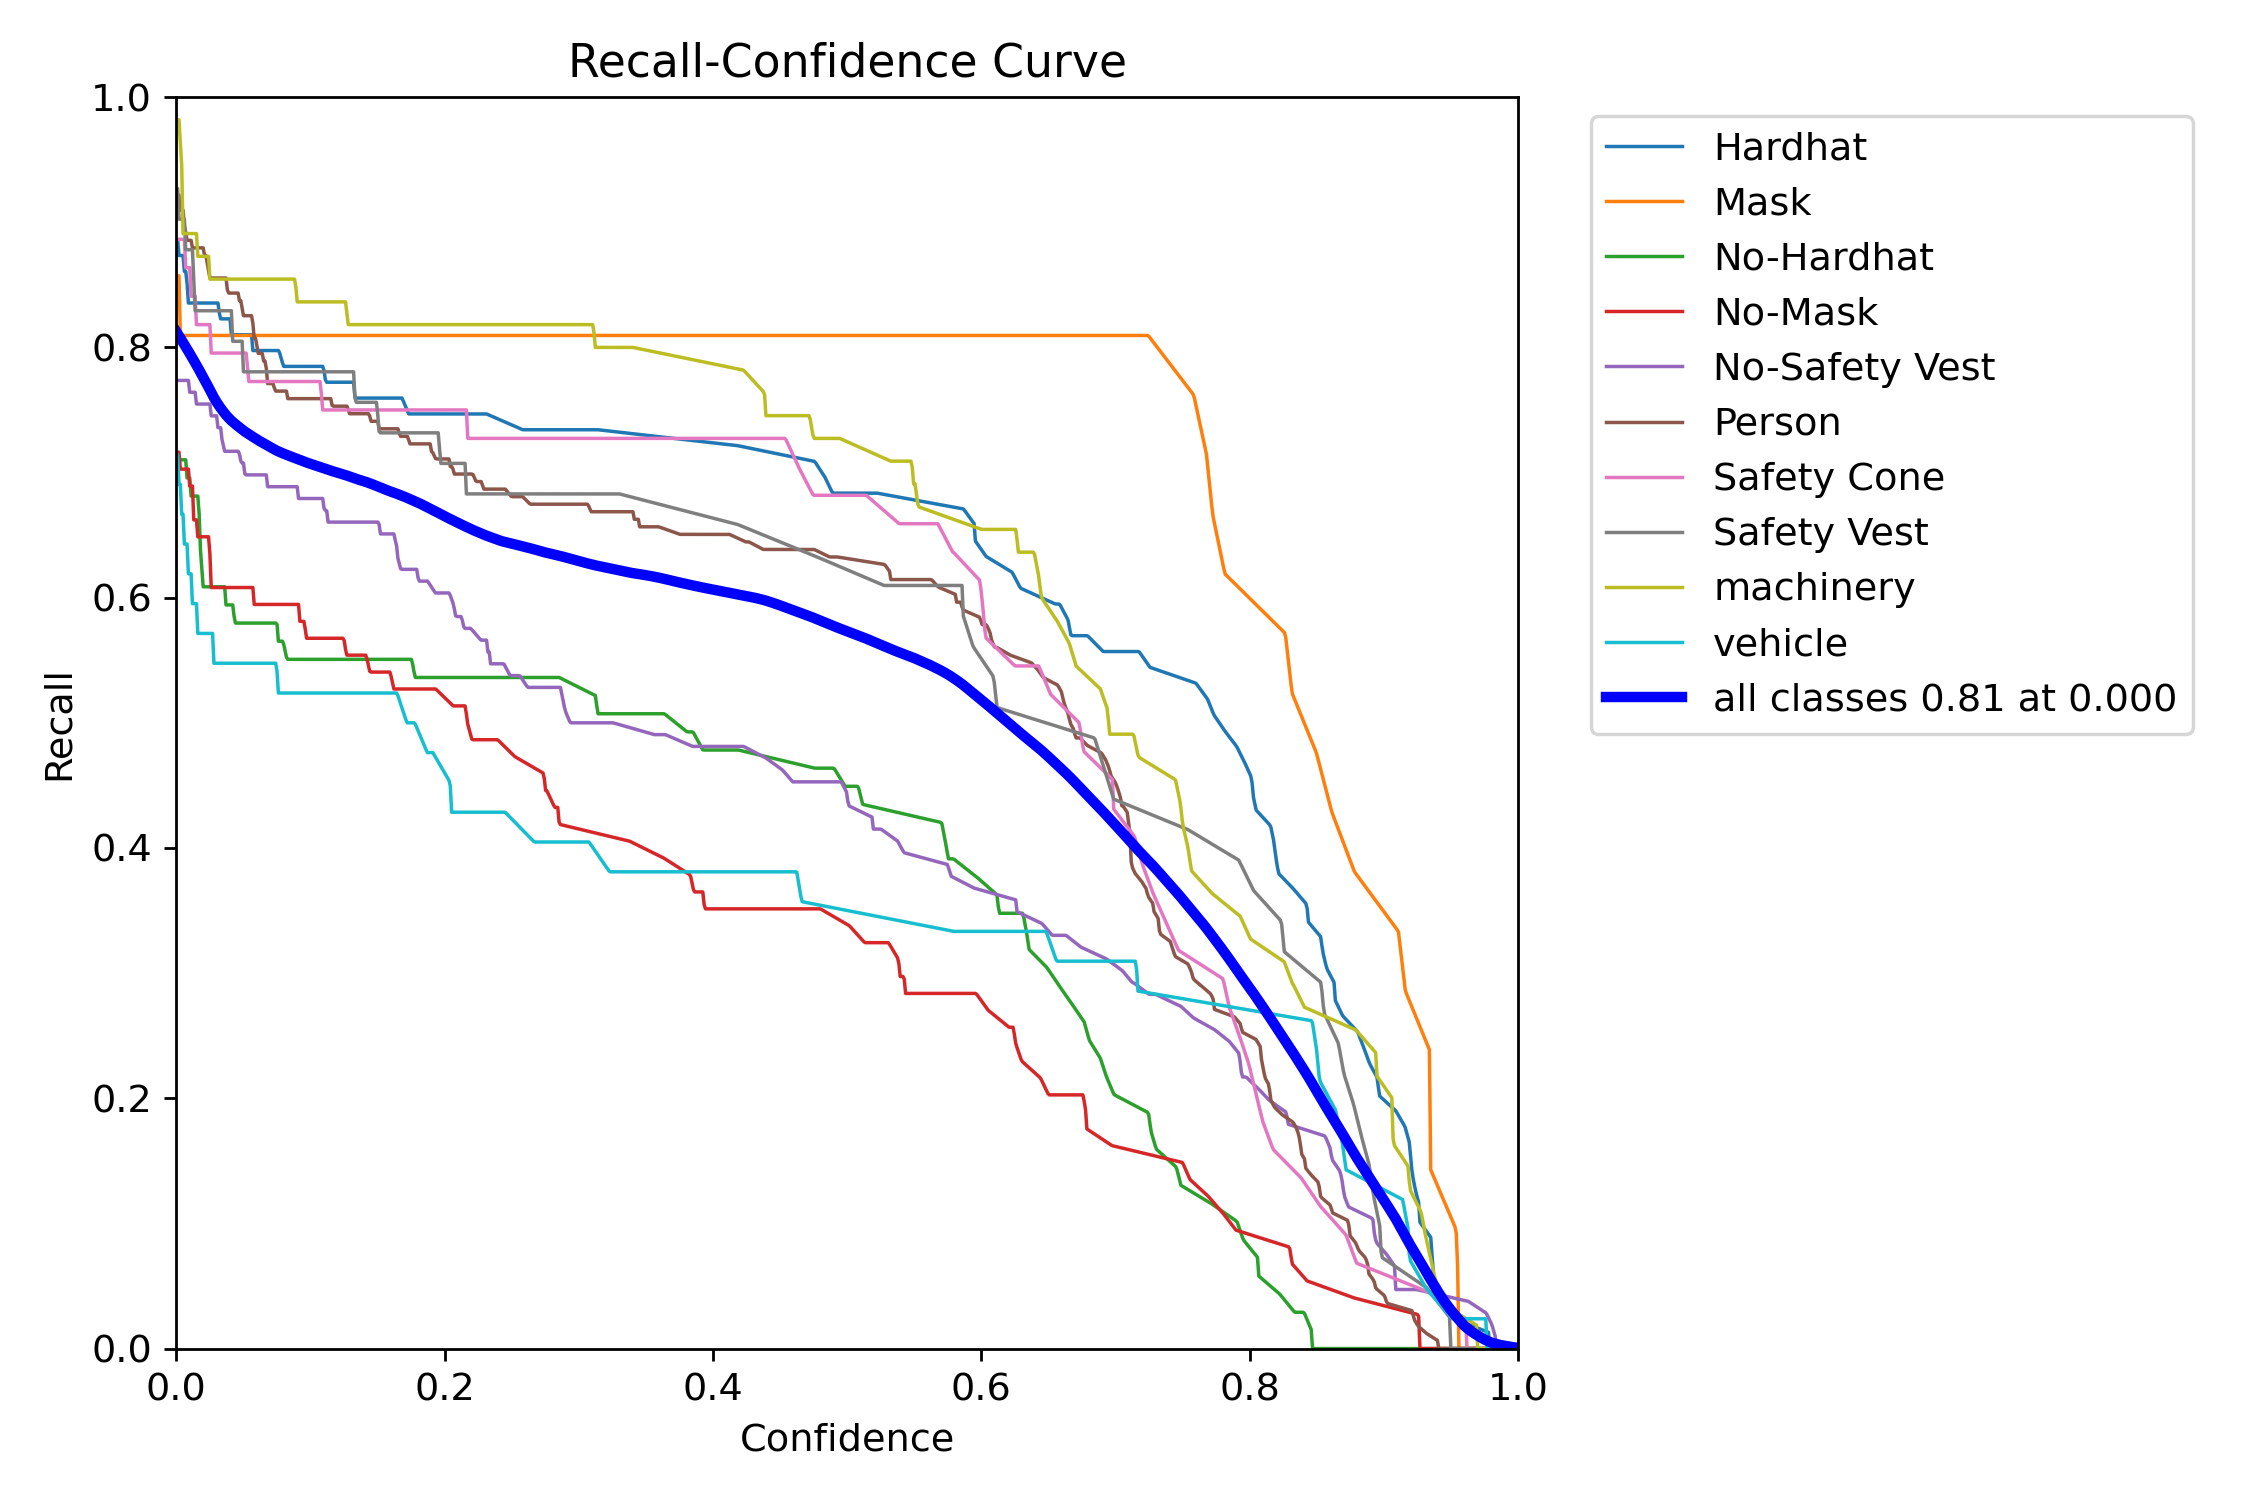 Recall-Confidence Curve
1.0
0.8
0.6
0.4
0.2
0.0
Recall
0.0 0.2 0.4 0.6 0.8 1.0
Confidence
Hardhat
Mask
No-Hardhat
No-Mask
No-Safety Vest
Person
Safety Cone
Safety Vest
machinery
vehicle
all classes 0.81 at 0.000